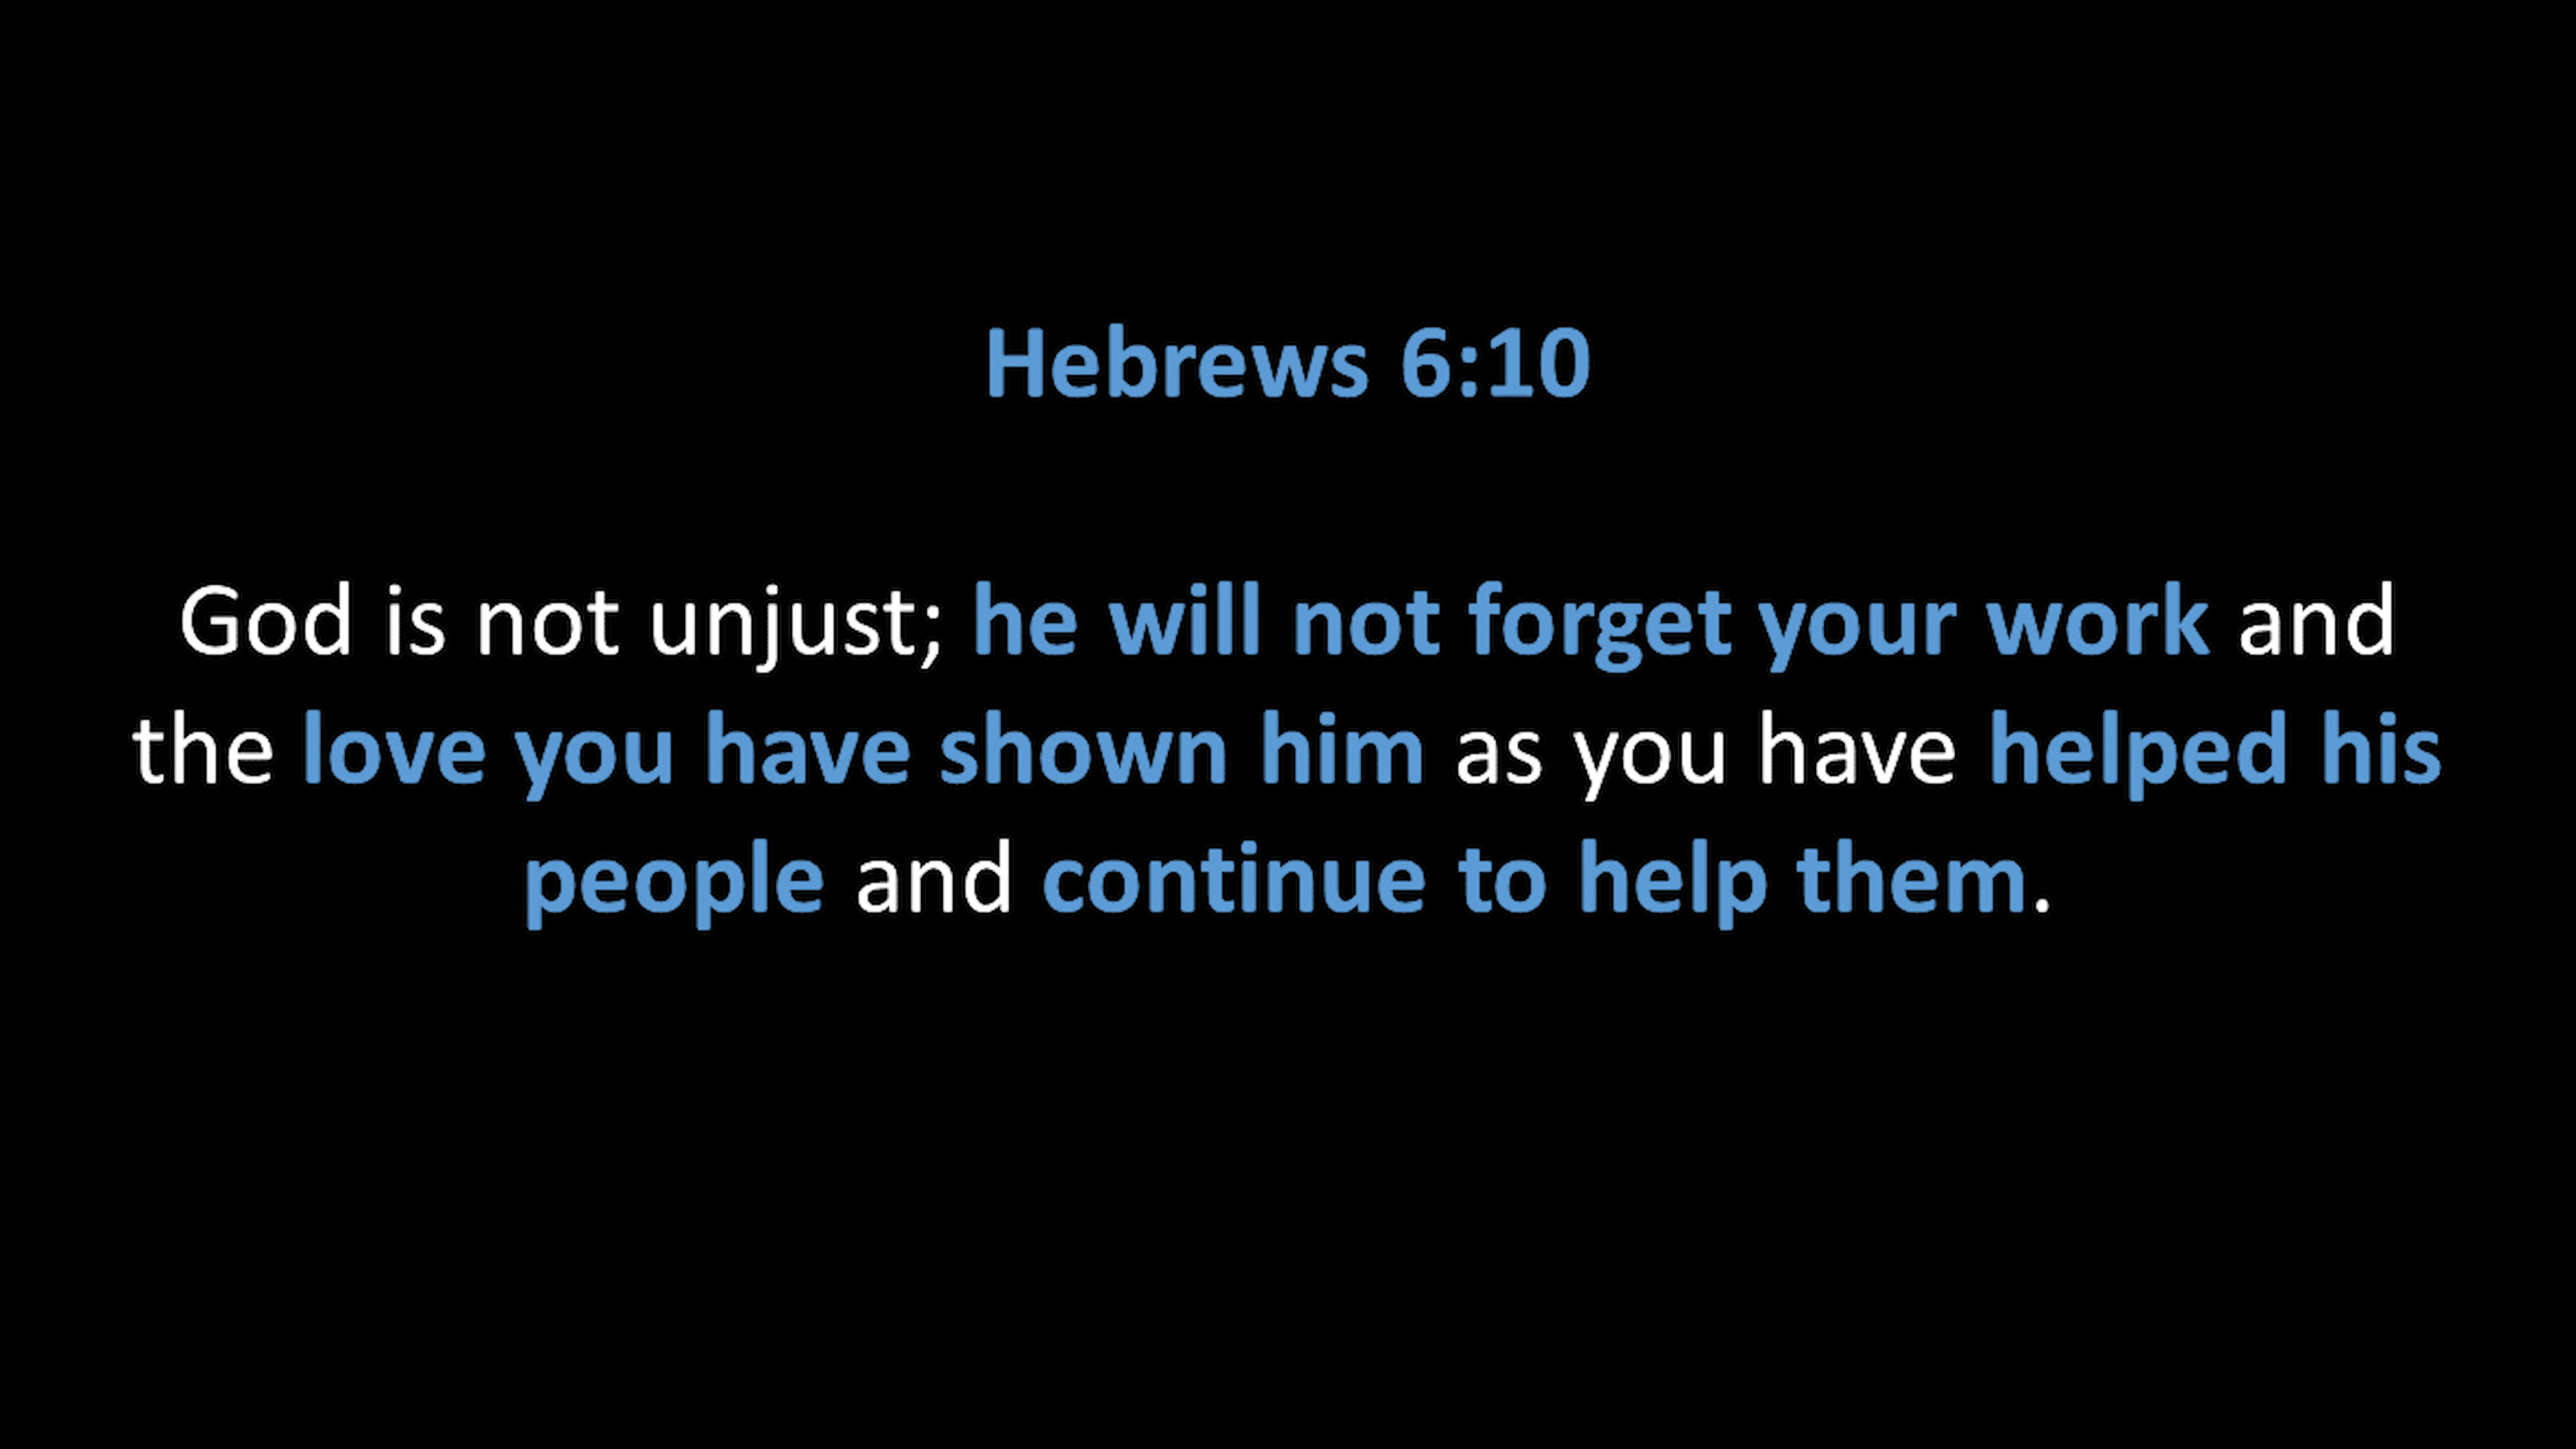 Hebrews 6:10
God is not unjust; he will not forget your work and
the love you have shown him as you have helped his
people and continue to help them.